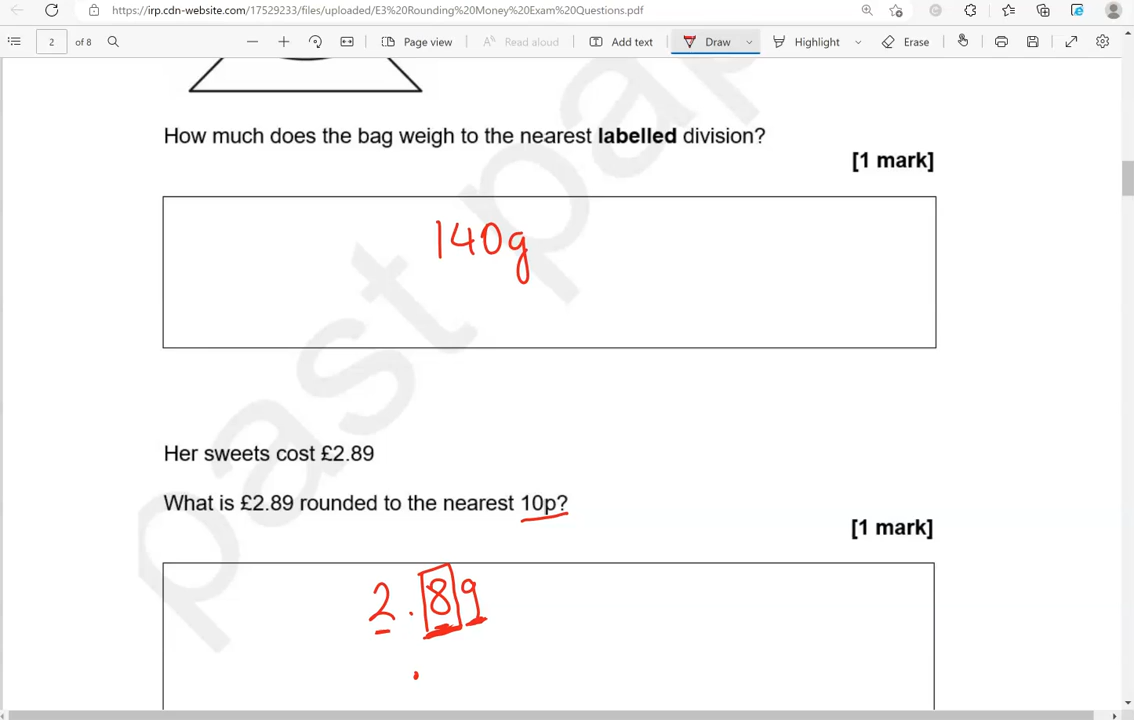 https://irp.cdn-website.com/17529233/files/uploaded/E3%20Rounding%20Money%20Exam%20Questions.pdf
2 of 8
Page view
Read aloud
Add text
Draw
Highlight
Erase
How much does the bag weigh to the nearest labelled division?
[1 mark]
140g
Her sweets cost £2.89
What is £2.89 rounded to the nearest 10p?
[1 mark]
2.89
.
past pap